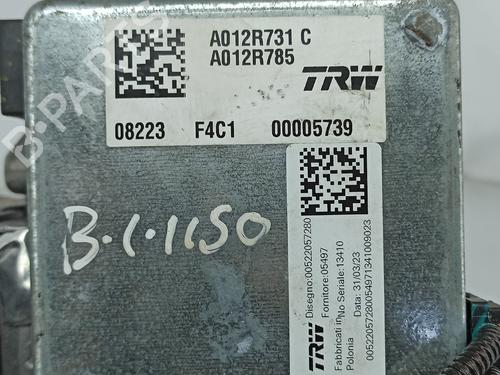 A012R731 C
A012R785
TRW
08223 F4C1 00005739
B-PARTS
B.1.1150
TRW
Disegno:00522057280
Fornitore:05497
No Seriale:13410
Fabbricati in
Polonia
Data: 31/03/23
00522057280054971341009023